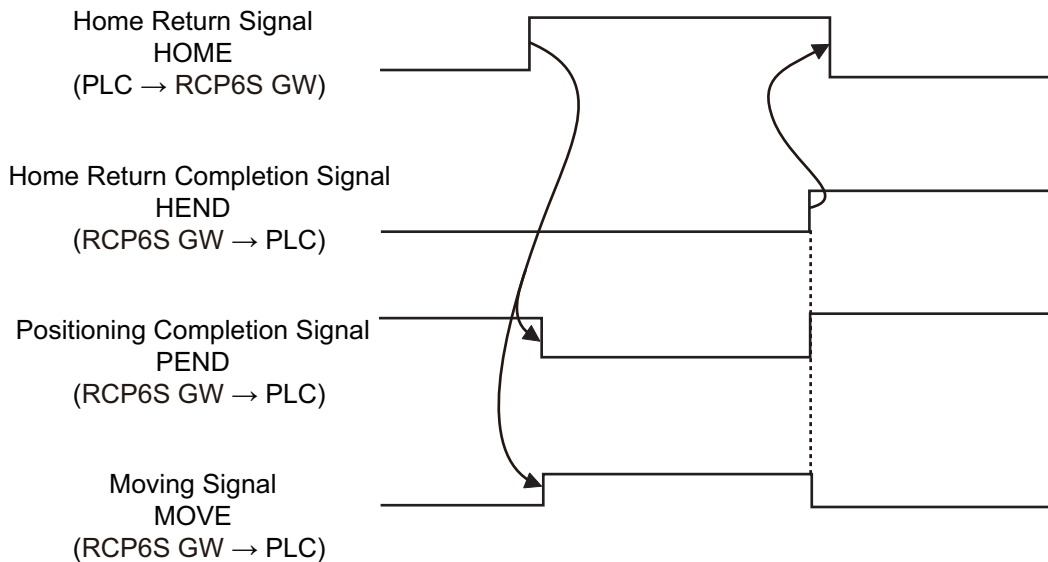 Home Return Signal
HOME
(PLC → RCP6S GW)
Home Return Completion Signal
HEND
(RCP6S GW → PLC)
Positioning Completion Signal
PEND
(RCP6S GW → PLC)
Moving Signal
MOVE
(RCP6S GW → PLC)